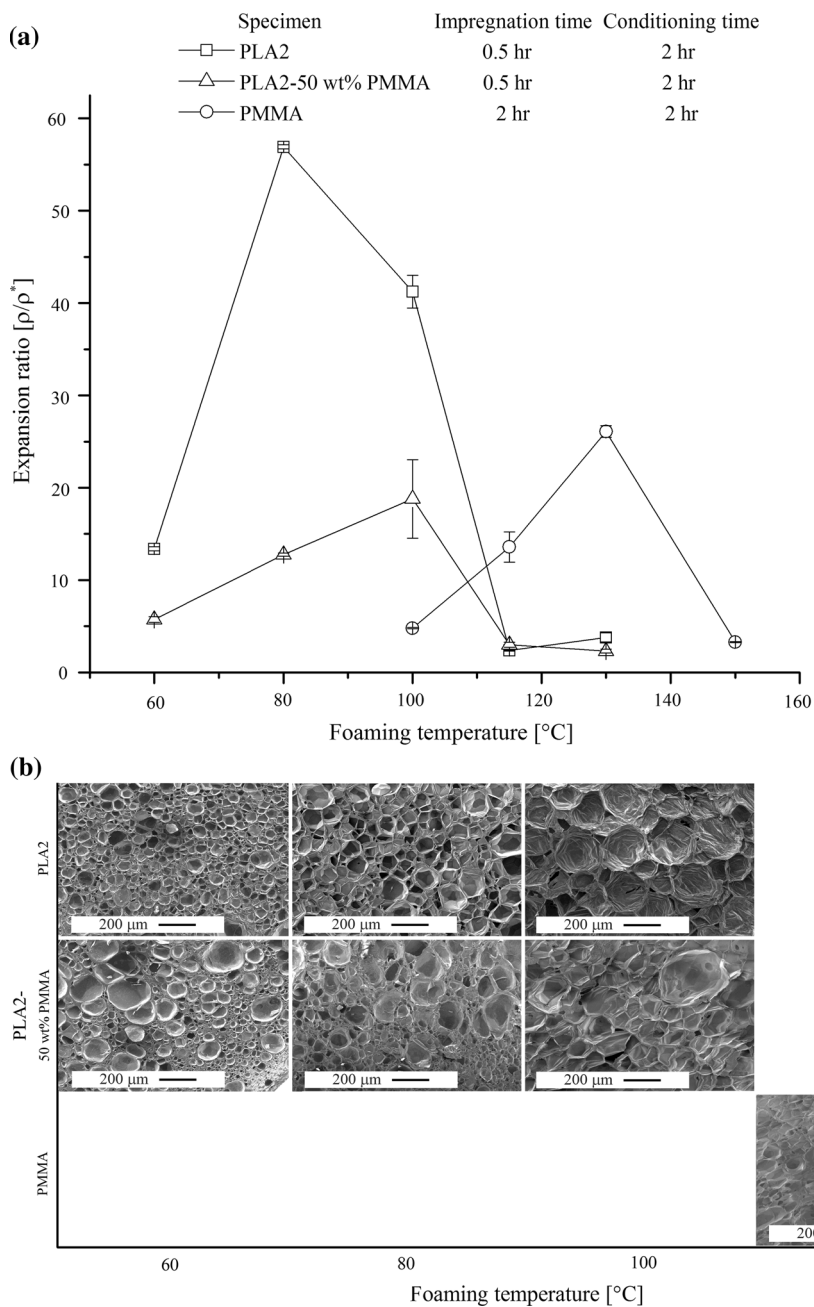 (a)
Specimen Impregnation time Conditioning time
PLA2 0.5 hr 2 hr
PLA2-50 wt% PMMA 0.5 hr 2 hr
PMMA 2 hr 2 hr
60
50
40
30
20
10
0
Expansion ratio [ρ/ρ*]
60 80 100 120 140 160
Foaming temperature [°C]
(b)
PLA2
200 μm 200 μm 200 μm
PLA2-
50 wt% PMMA
200 μm 200 μm 200 μm
PMMA
200
60 80 100
Foaming temperature [°C]